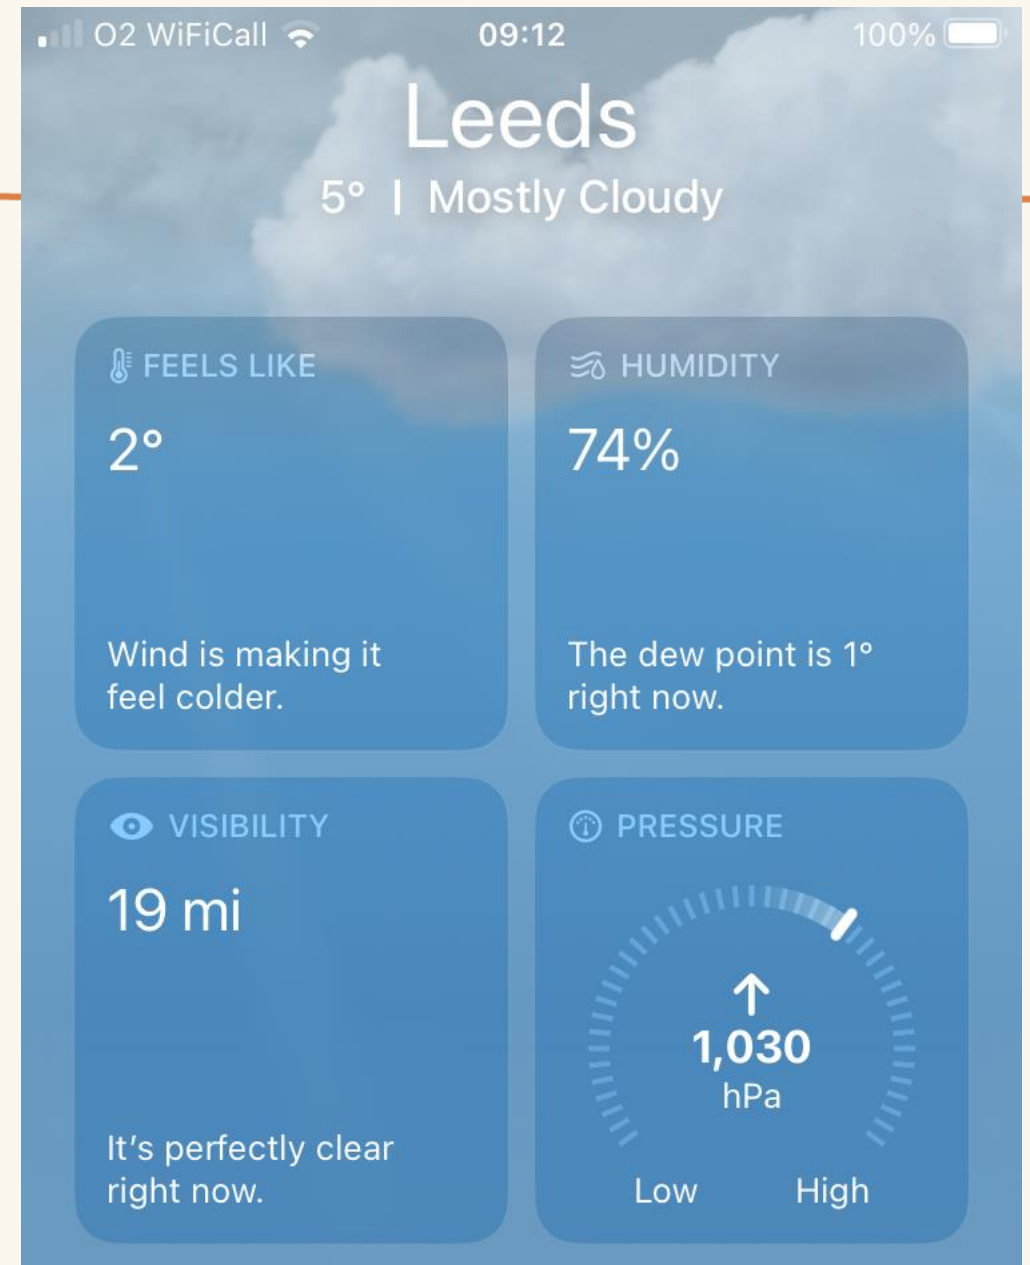 O2 WiFiCall 09:12 100%
Leeds
5° | Mostly Cloudy
FEELS LIKE
2°
Wind is making it
feel colder.
HUMIDITY
74%
The dew point is 1°
right now.
VISIBILITY
19 mi
It's perfectly clear
right now.
PRESSURE
1,030
hPa
Low High